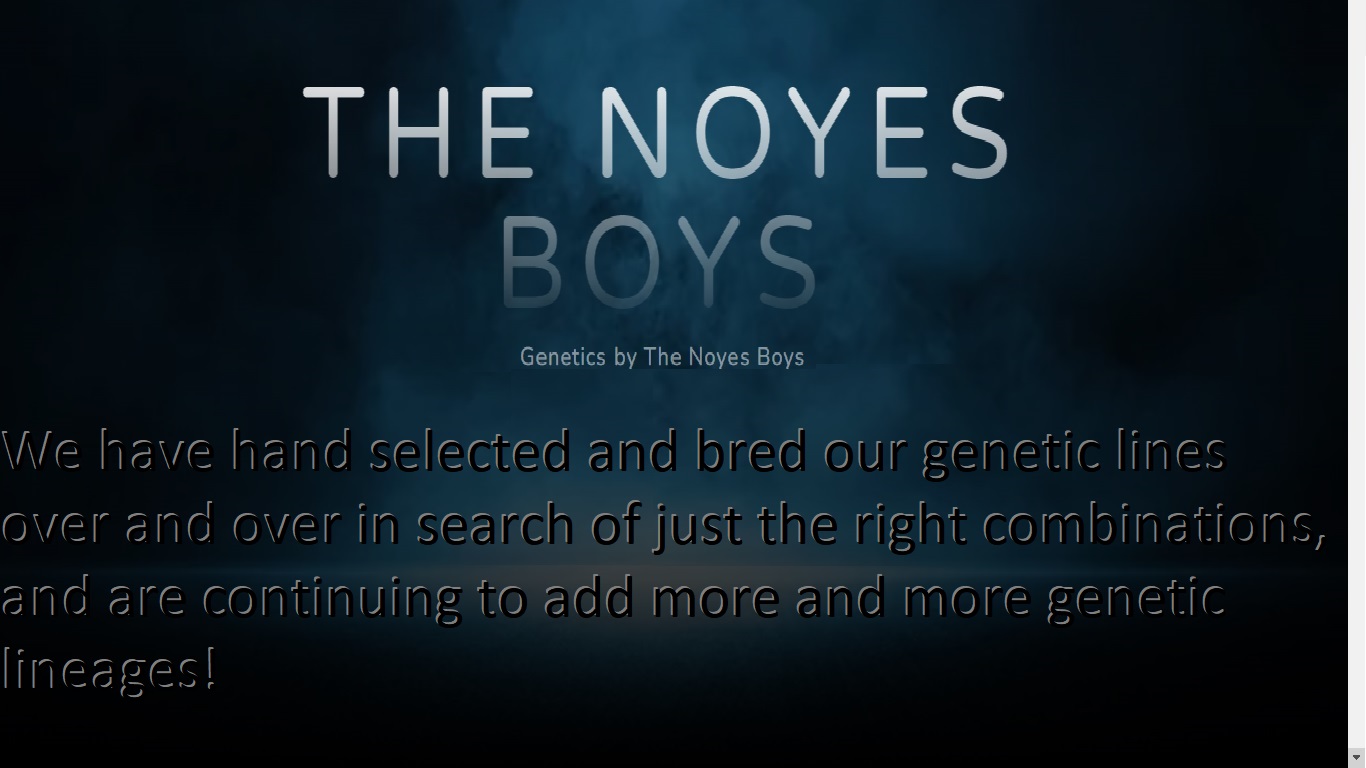 THE NOYES
BOYS
Genetics by The Noyes Boys
We have hand selected and bred our genetic lines
over and over in search of just the right combinations,
and are continuing to add more and more genetic
lineages!